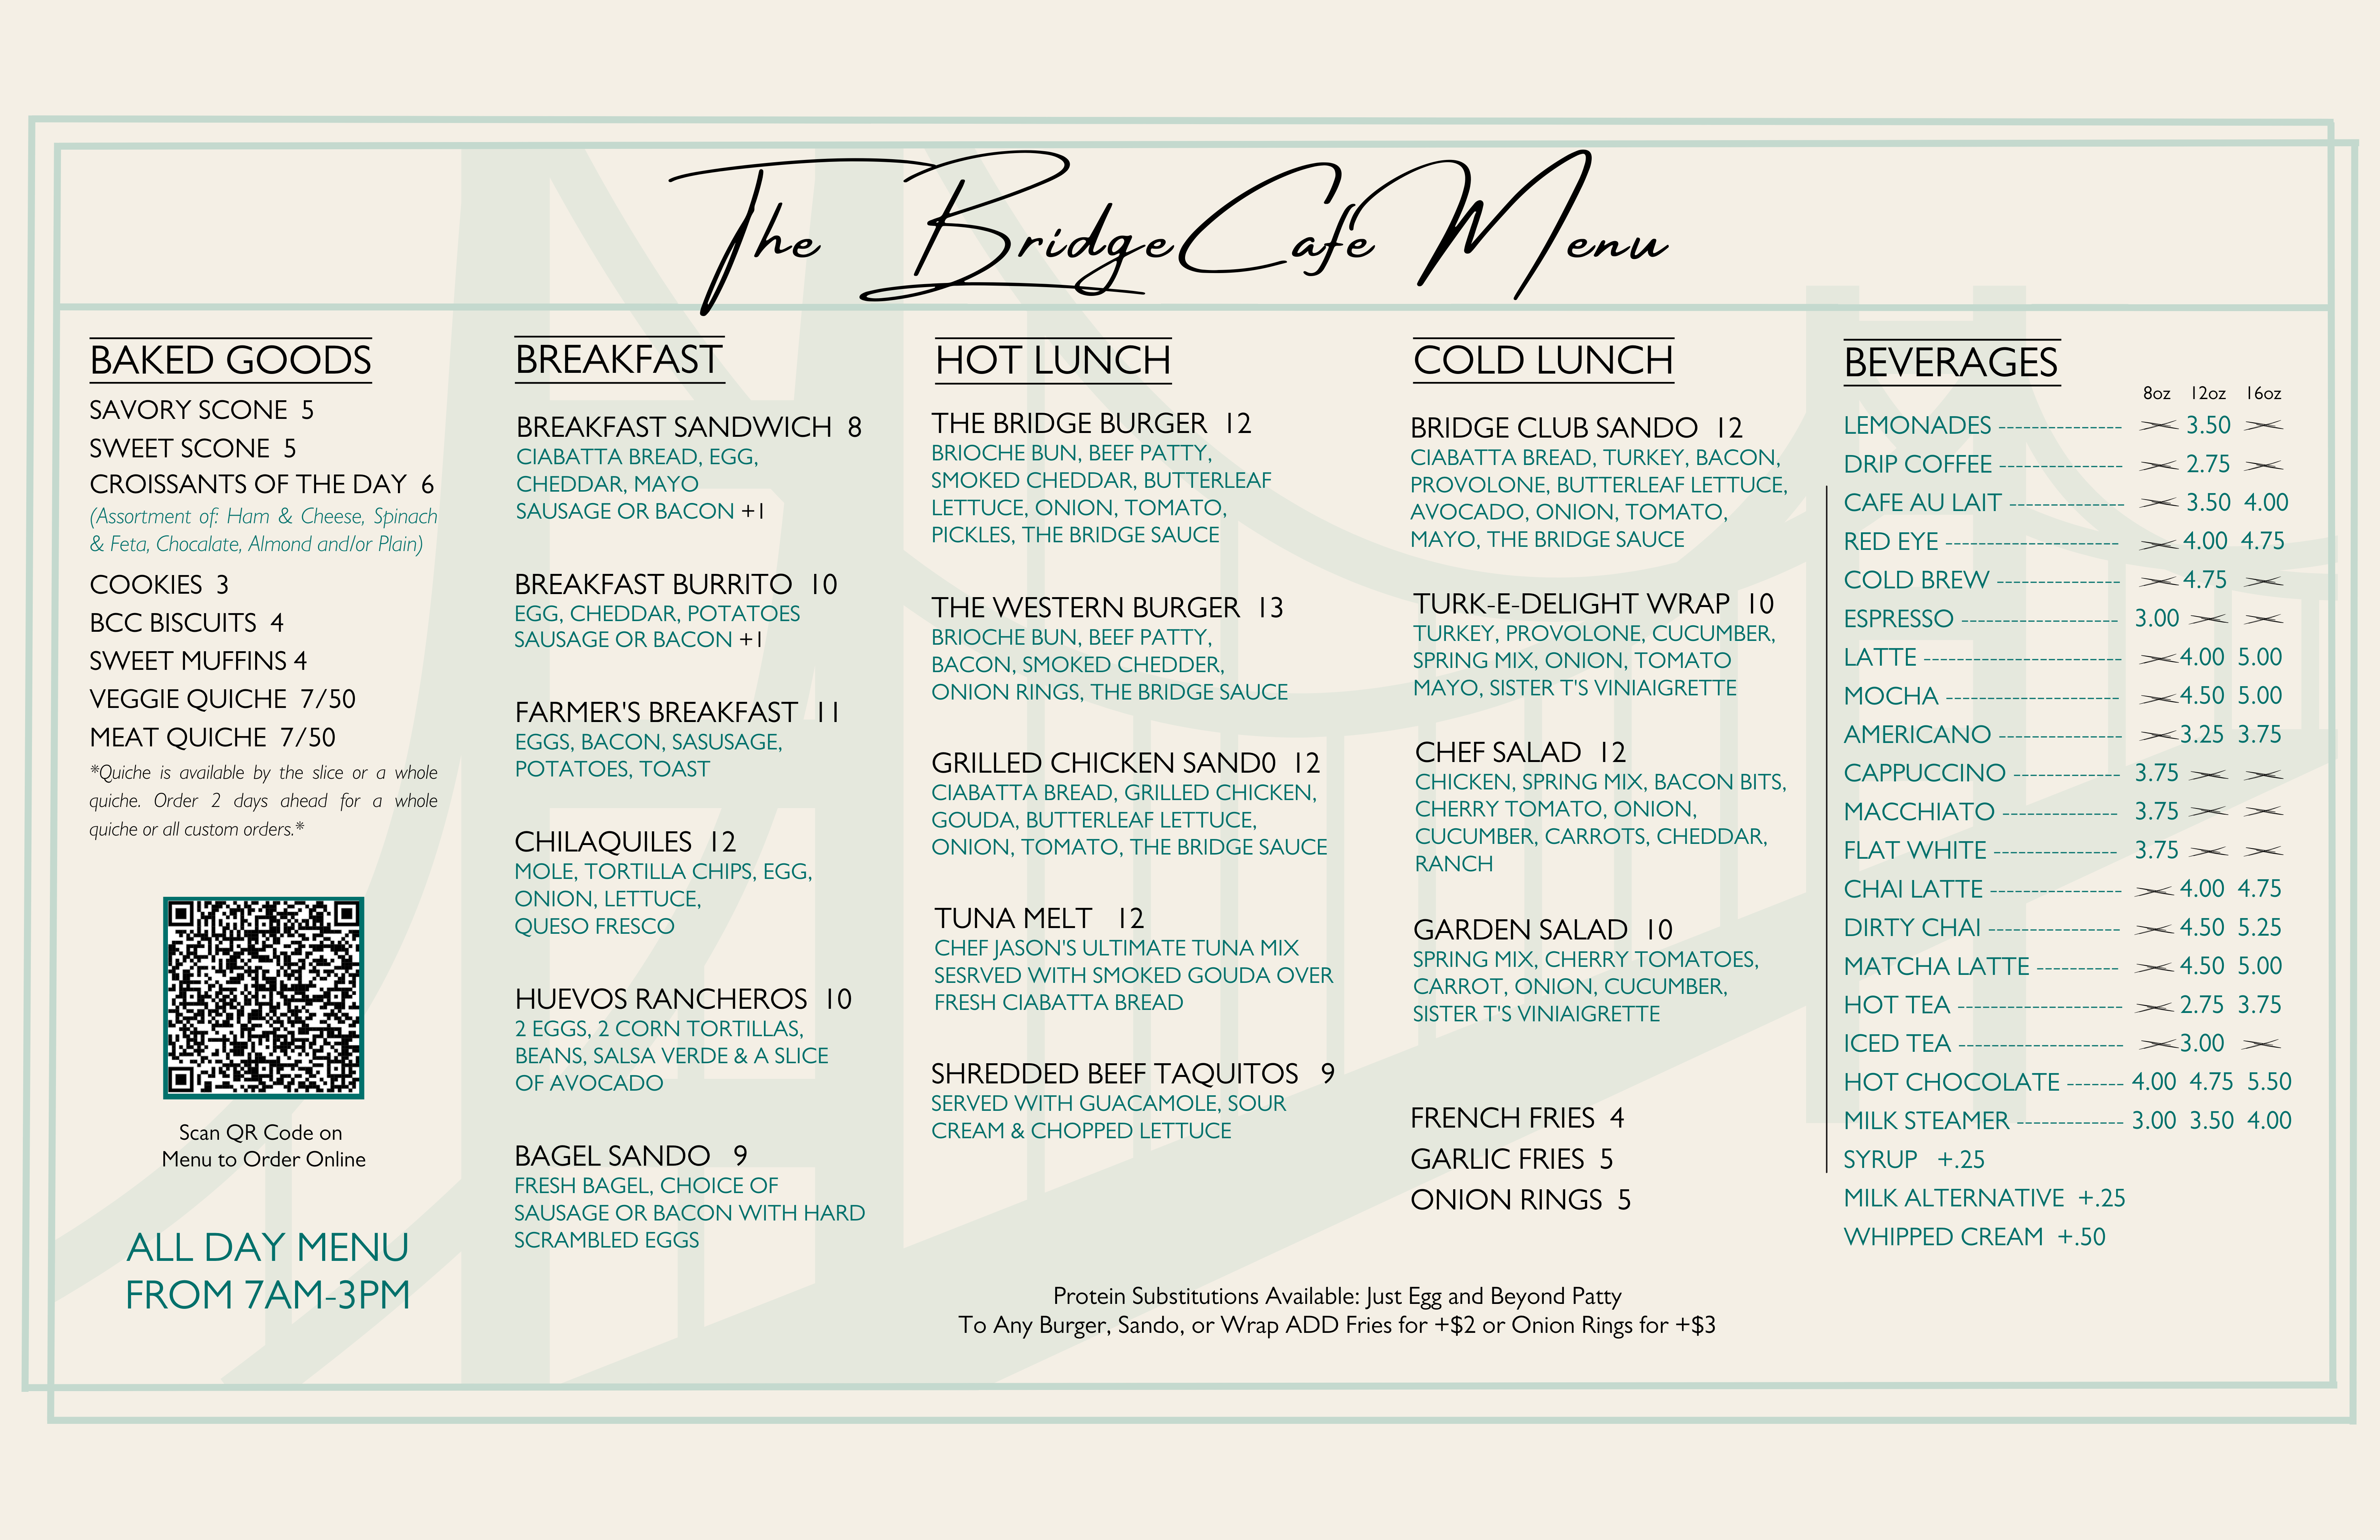 The Bridge Cafe Menu
BAKED GOODS
SAVORY SCONE 5
SWEET SCONE 5
CROISSANTS OF THE DAY 6
(Assortment of: Ham & Cheese, Spinach
& Feta, Chocalate, Almond and/or Plain)
COOKIES 3
BCC BISCUITS 4
SWEET MUFFINS 4
VEGGIE QUICHE 7/50
MEAT QUICHE 7/50
*Quiche is available by the slice or a whole
quiche. Order 2 days ahead for a whole
quiche or all custom orders.*
Scan QR Code on
Menu to Order Online
ALL DAY MENU
FROM 7AM-3PM
BREAKFAST
BREAKFAST SANDWICH 8
CIABATTA BREAD, EGG,
CHEDDAR, MAYO
SAUSAGE OR BACON +1
BREAKFAST BURRITO 10
EGG, CHEDDAR, POTATOES
SAUSAGE OR BACON +1
FARMER'S BREAKFAST 11
EGGS, BACON, SASUSAGE,
POTATOES, TOAST
CHILAQUILES 12
MOLE, TORTILLA CHIPS, EGG,
ONION, LETTUCE,
QUESO FRESCO
HUEVOS RANCHEROS 10
2 EGGS, 2 CORN TORTILLAS,
BEANS, SALSA VERDE & A SLICE
OF AVOCADO
BAGEL SANDO 9
FRESH BAGEL, CHOICE OF
SAUSAGE OR BACON WITH HARD
SCRAMBLED EGGS
HOT LUNCH
THE BRIDGE BURGER 12
BRIOCHE BUN, BEEF PATTY,
SMOKED CHEDDAR, BUTTERLEAF
LETTUCE, ONION, TOMATO,
PICKLES, THE BRIDGE SAUCE
THE WESTERN BURGER 13
BRIOCHE BUN, BEEF PATTY,
BACON, SMOKED CHEDDER,
ONION RINGS, THE BRIDGE SAUCE
GRILLED CHICKEN SAND0 12
CIABATTA BREAD, GRILLED CHICKEN,
GOUDA, BUTTERLEAF LETTUCE,
ONION, TOMATO, THE BRIDGE SAUCE
TUNA MELT 12
CHEF JASON'S ULTIMATE TUNA MIX
SESRVED WITH SMOKED GOUDA OVER
FRESH CIABATTA BREAD
SHREDDED BEEF TAQUITOS 9
SERVED WITH GUACAMOLE, SOUR
CREAM & CHOPPED LETTUCE
COLD LUNCH
BRIDGE CLUB SANDO 12
CIABATTA BREAD, TURKEY, BACON,
PROVOLONE, BUTTERLEAF LETTUCE,
AVOCADO, ONION, TOMATO,
MAYO, THE BRIDGE SAUCE
TURK-E-DELIGHT WRAP 10
TURKEY, PROVOLONE, CUCUMBER,
SPRING MIX, ONION, TOMATO
MAYO, SISTER T'S VINIAIGRETTE
CHEF SALAD 12
CHICKEN, SPRING MIX, BACON BITS,
CHERRY TOMATO, ONION,
CUCUMBER, CARROTS, CHEDDAR,
RANCH
GARDEN SALAD 10
SPRING MIX, CHERRY TOMATOES,
CARROT, ONION, CUCUMBER,
SISTER T'S VINIAIGRETTE
FRENCH FRIES 4
GARLIC FRIES 5
ONION RINGS 5
Protein Substitutions Available: Just Egg and Beyond Patty
To Any Burger, Sando, or Wrap ADD Fries for +$2 or Onion Rings for +$3
BEVERAGES
8oz 12oz 16oz
LEMONADES 3.50
DRIP COFFEE 2.75
CAFE AU LAIT 3.50 4.00
RED EYE 4.00 4.75
COLD BREW 4.75
ESPRESSO 3.00
LATTE 4.00 5.00
MOCHA 4.50 5.00
AMERICANO 3.25 3.75
CAPPUCCINO 3.75
MACCHIATO 3.75
FLAT WHITE 3.75
CHAI LATTE 4.00 4.75
DIRTY CHAI 4.50 5.25
MATCHA LATTE 4.50 5.00
HOT TEA 2.75 3.75
ICED TEA 3.00
HOT CHOCOLATE 4.00 4.75 5.50
MILK STEAMER 3.00 3.50 4.00
SYRUP +.25
MILK ALTERNATIVE +.25
WHIPPED CREAM +.50